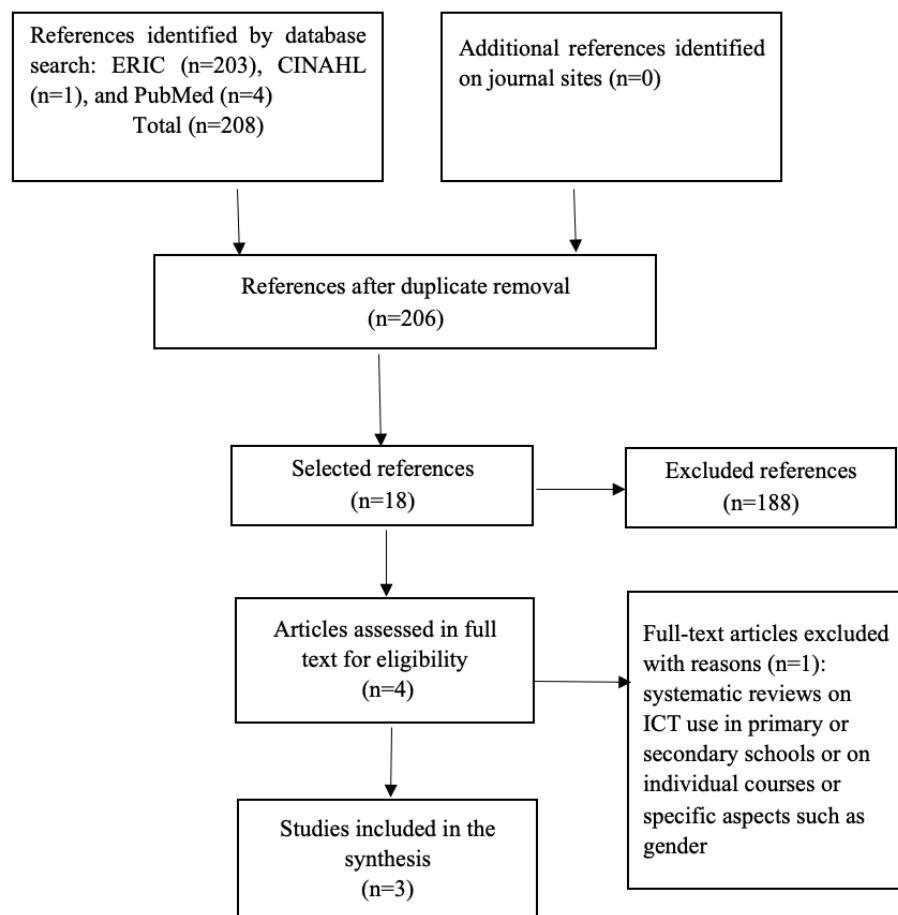 References identified by database
search: ERIC (n=203), CINAHL
(n=1), and PubMed (n=4)
Total (n=208)
Additional references identified
on journal sites (n=0)
References after duplicate removal
(n=206)
Selected references
(n=18)
Excluded references
(n=188)
Articles assessed in full
text for eligibility
(n=4)
Full-text articles excluded
with reasons (n=1):
systematic reviews on
ICT use in primary or
secondary schools or on
individual courses or
specific aspects such as
gender
Studies included in the
synthesis
(n=3)